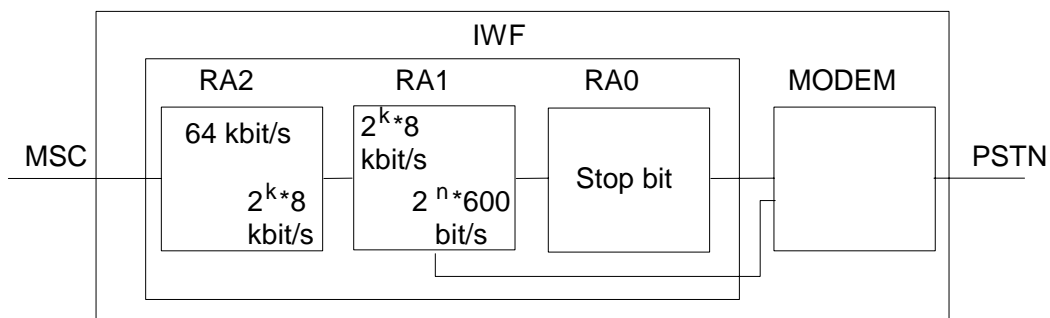 IWF
RA2 RA1 RA0 MODEM
MSC
64 kbit/s
2^k*8
kbit/s
2^k*8
kbit/s
2^n*600
bit/s
Stop bit
PSTN